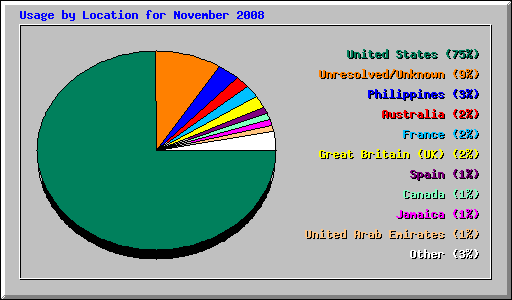 Usage by Location for November 2008
United States (75%)
Unresolved/Unknown (9%)
Philippines (3%)
Australia (2%)
France (2%)
Great Britain (UK) (2%)
Spain (1%)
Canada (1%)
Jamaica (1%)
United Arab Emirates (1%)
Other (3%)